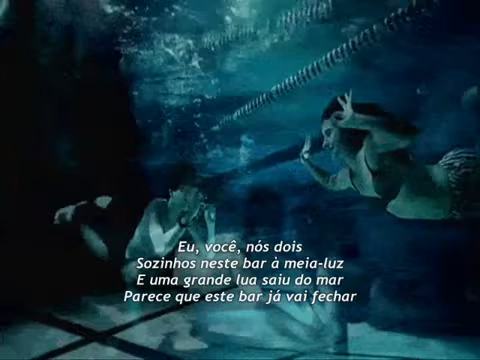 Eu, você, nós dois
Sozinhos neste bar à meia-luz
E uma grande lua saiu do mar
Parece que este bar já vai fechar